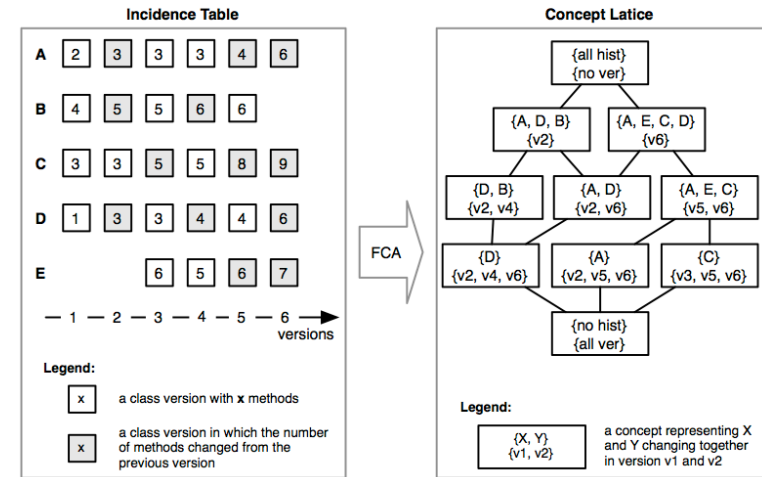 Incidence Table
A 2 3 3 3 4 6
B 4 5 5 6 6
C 3 3 5 5 8 9
D 1 3 3 4 4 6
E 6 5 6 7
1 2 3 4 5 6
versions
Legend:
x a class version with x methods
x a class version in which the number
of methods changed from the
previous version
FCA
Concept Latice
{all hist}
{no ver}
{A, D, B}
{v2}
{A, E, C, D}
{v6}
{D, B}
{v2, v4}
{A, D}
{v2, v6}
{A, E, C}
{v5, v6}
{D}
{v2, v4, v6}
{A}
{v2, v5, v6}
{C}
{v3, v5, v6}
{no hist}
{all ver}
Legend:
{X, Y}
{v1, v2}
a concept representing X
and Y changing together
in version v1 and v2